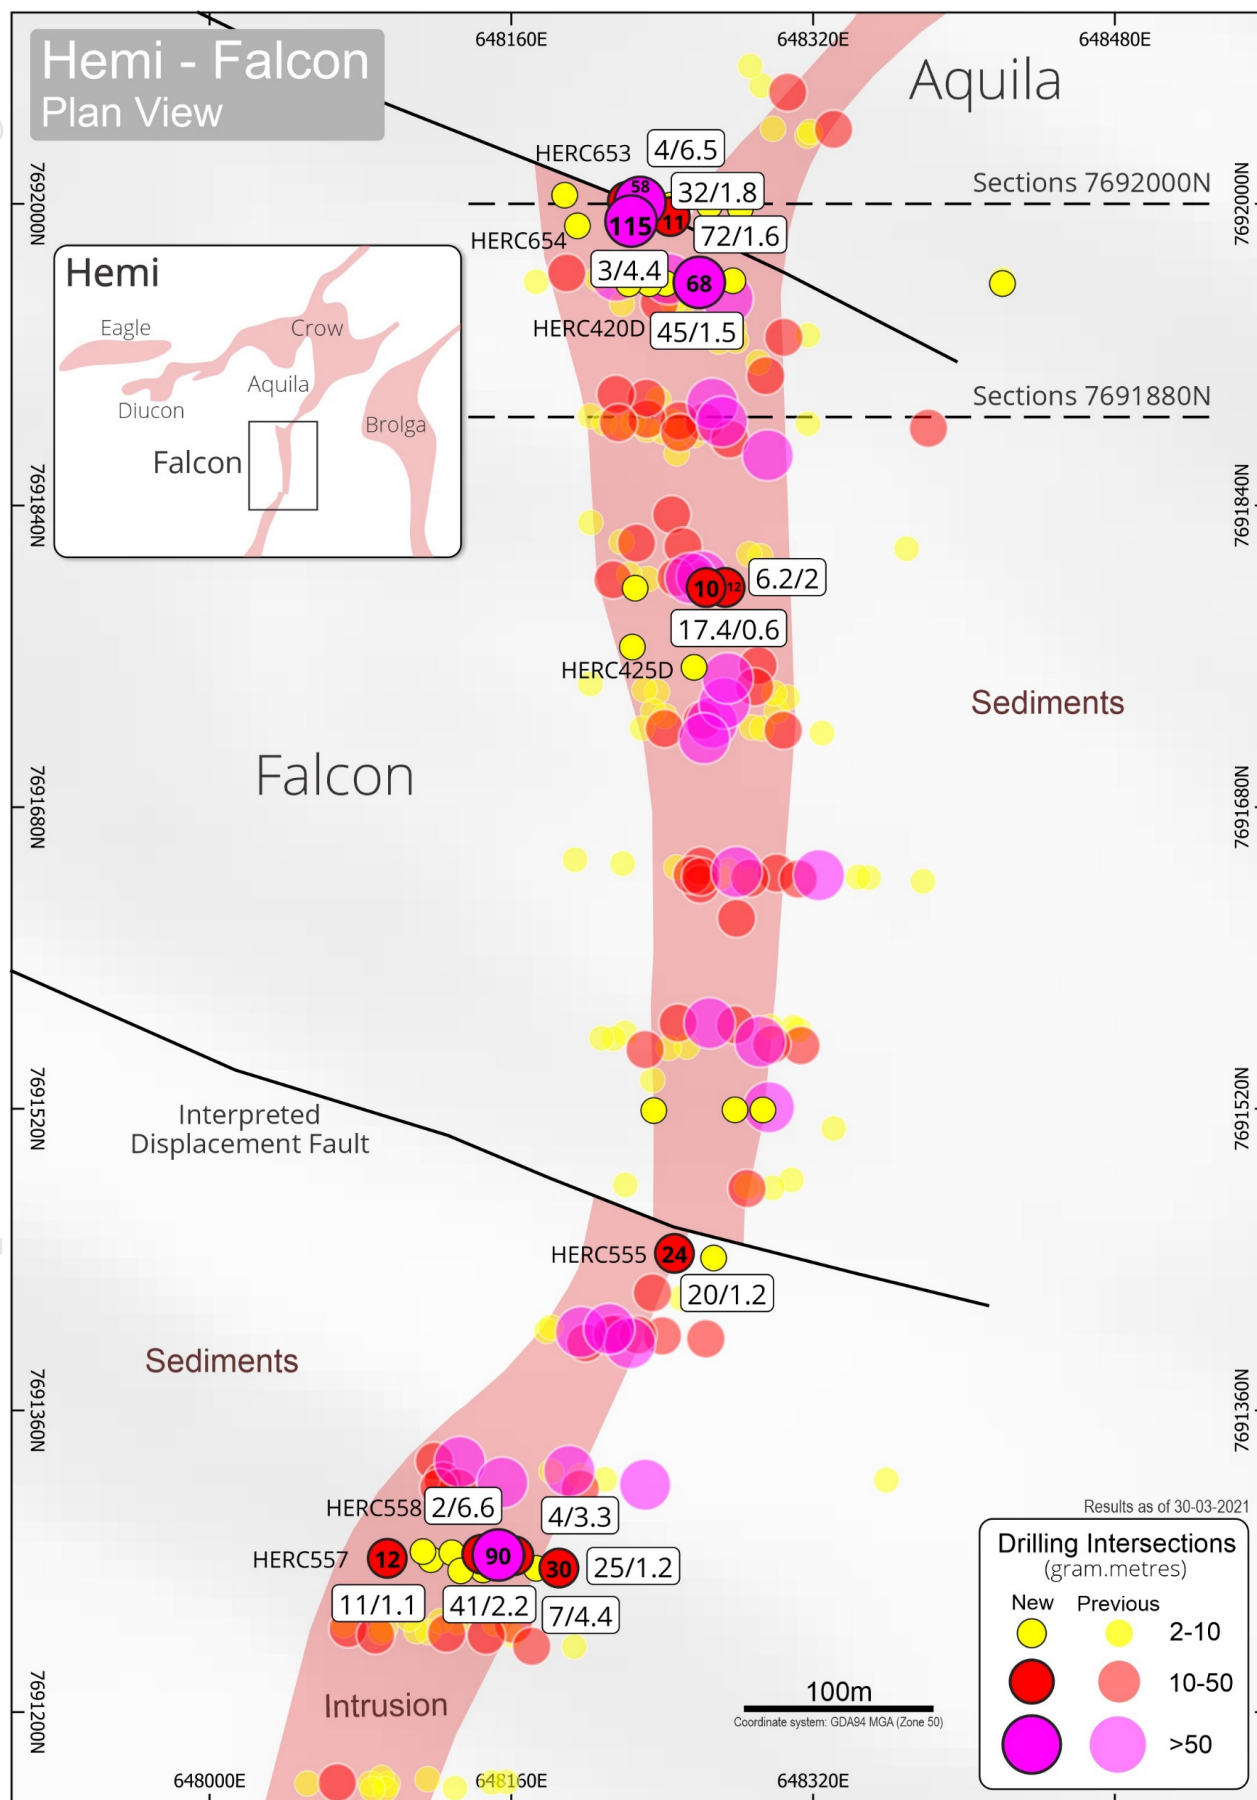 Hemi - Falcon
Plan View
648160E
648320E
648480E
Aquila
HERC653
4/6.5
58
32/1.8
Sections 7692000N
7692000N
7692000N
115
11
72/1.6
HERC654
3/4.4
68
HERC420D
45/1.5
Hemi
Eagle
Crow
Aquila
Diucon
Brolga
Falcon
Sections 7691880N
7691840N
7691840N
10
12
6.2/2
17.4/0.6
HERC425D
Sediments
Falcon
7691680N
7691680N
7691520N
7691520N
Interpreted
Displacement Fault
HERC555
24
20/1.2
Sediments
7691360N
7691360N
HERC558
2/6.6
4/3.3
HERC557
12
90
30
25/1.2
11/1.1
41/2.2
7/4.4
Intrusion
7691200N
100m
Coordinate system: GDA94 MGA (Zone 50)
Results as of 30-03-2021
Drilling Intersections
(gram.metres)
New
Previous
2-10
10-50
>50
648000E
648160E
648320E